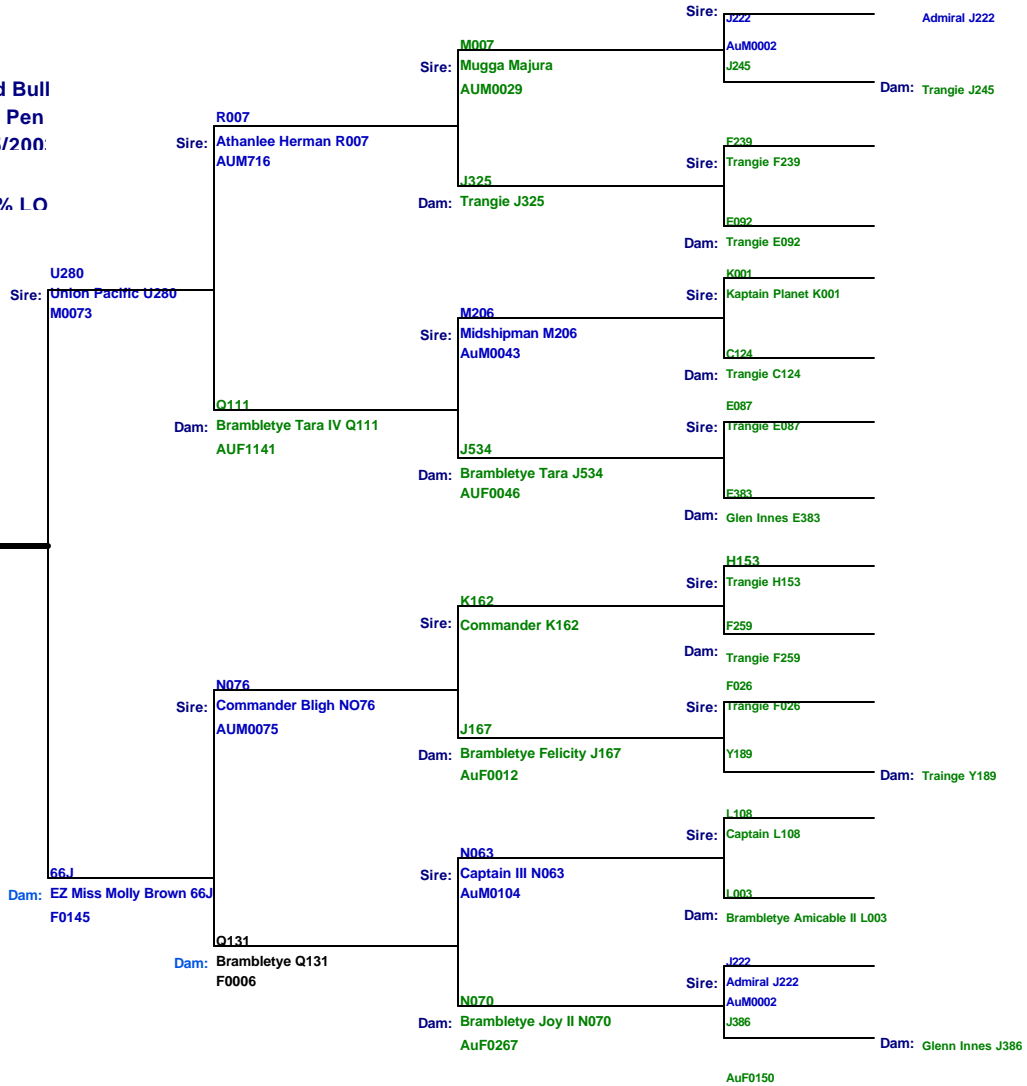 Sire:
J222
Admiral J222
AuM0002
J245
Dam: Trangie J245
M007
Sire: Mugga Majura
AUM0029
d Bull
Pen
R007
Sire: Athanlee Herman R007
AUM716
F239
Sire: Trangie F239
J325
Dam: Trangie J325
% LO
E092
Dam: Trangie E092
U280
Sire: Union Pacific U280
M0073
K001
Sire: Kaptain Planet K001
M206
Sire: Midshipman M206
AuM0043
C124
Dam: Trangie C124
Q111
Dam: Brambletye Tara IV Q111
AUF1141
E087
Sire: Trangie E087
J534
Dam: Brambletye Tara J534
AUF0046
E383
Dam: Glen Innes E383
H153
Sire: Trangie H153
K162
Sire: Commander K162
F259
Dam: Trangie F259
N076
Sire: Commander Bligh NO76
AUM0075
F026
Sire: Trangie F026
J167
Dam: Brambletye Felicity J167
AuF0012
Y189
Dam: Trainge Y189
L108
Sire: Captain L108
66J
Dam: EZ Miss Molly Brown 66J
F0145
N063
Sire: Captain III N063
AuM0104
L003
Dam: Brambletye Amicable II L003
Q131
Dam: Brambletye Q131
F0006
J222
Sire: Admiral J222
AuM0002
J386
N070
Dam: Brambletye Joy II N070
AuF0267
Dam: Glenn Innes J386
AuF0150